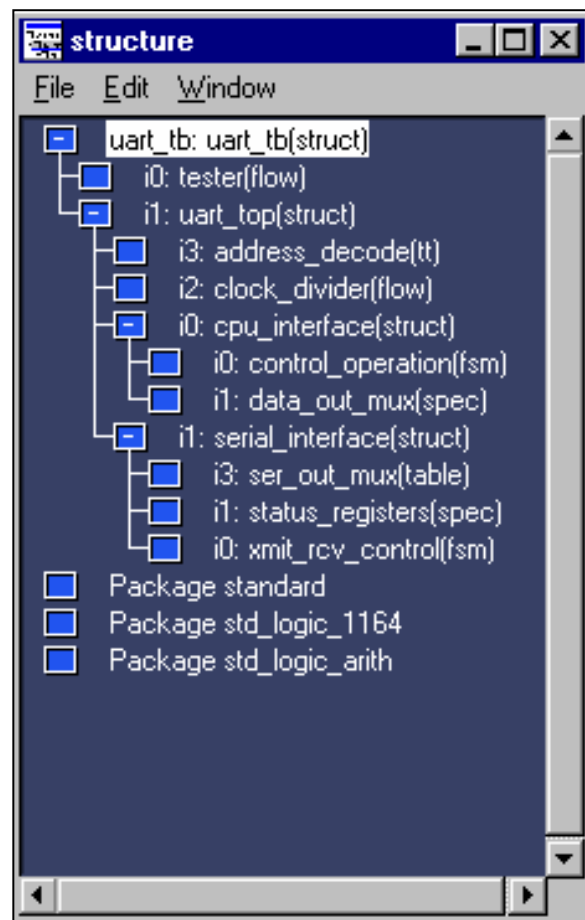 structure
File Edit Window
uart_tb: uart_tb(struct)
i0: tester(flow)
i1: uart_top(struct)
i3: address_decode(tt)
i2: clock_divider(flow)
i0: cpu_interface(struct)
i0: control_operation(fsm)
i1: data_out_mux(spec)
i1: serial_interface(struct)
i3: ser_out_mux(table)
i1: status_registers(spec)
i0: xmit_rcv_control(fsm)
Package standard
Package std_logic_1164
Package std_logic_arith